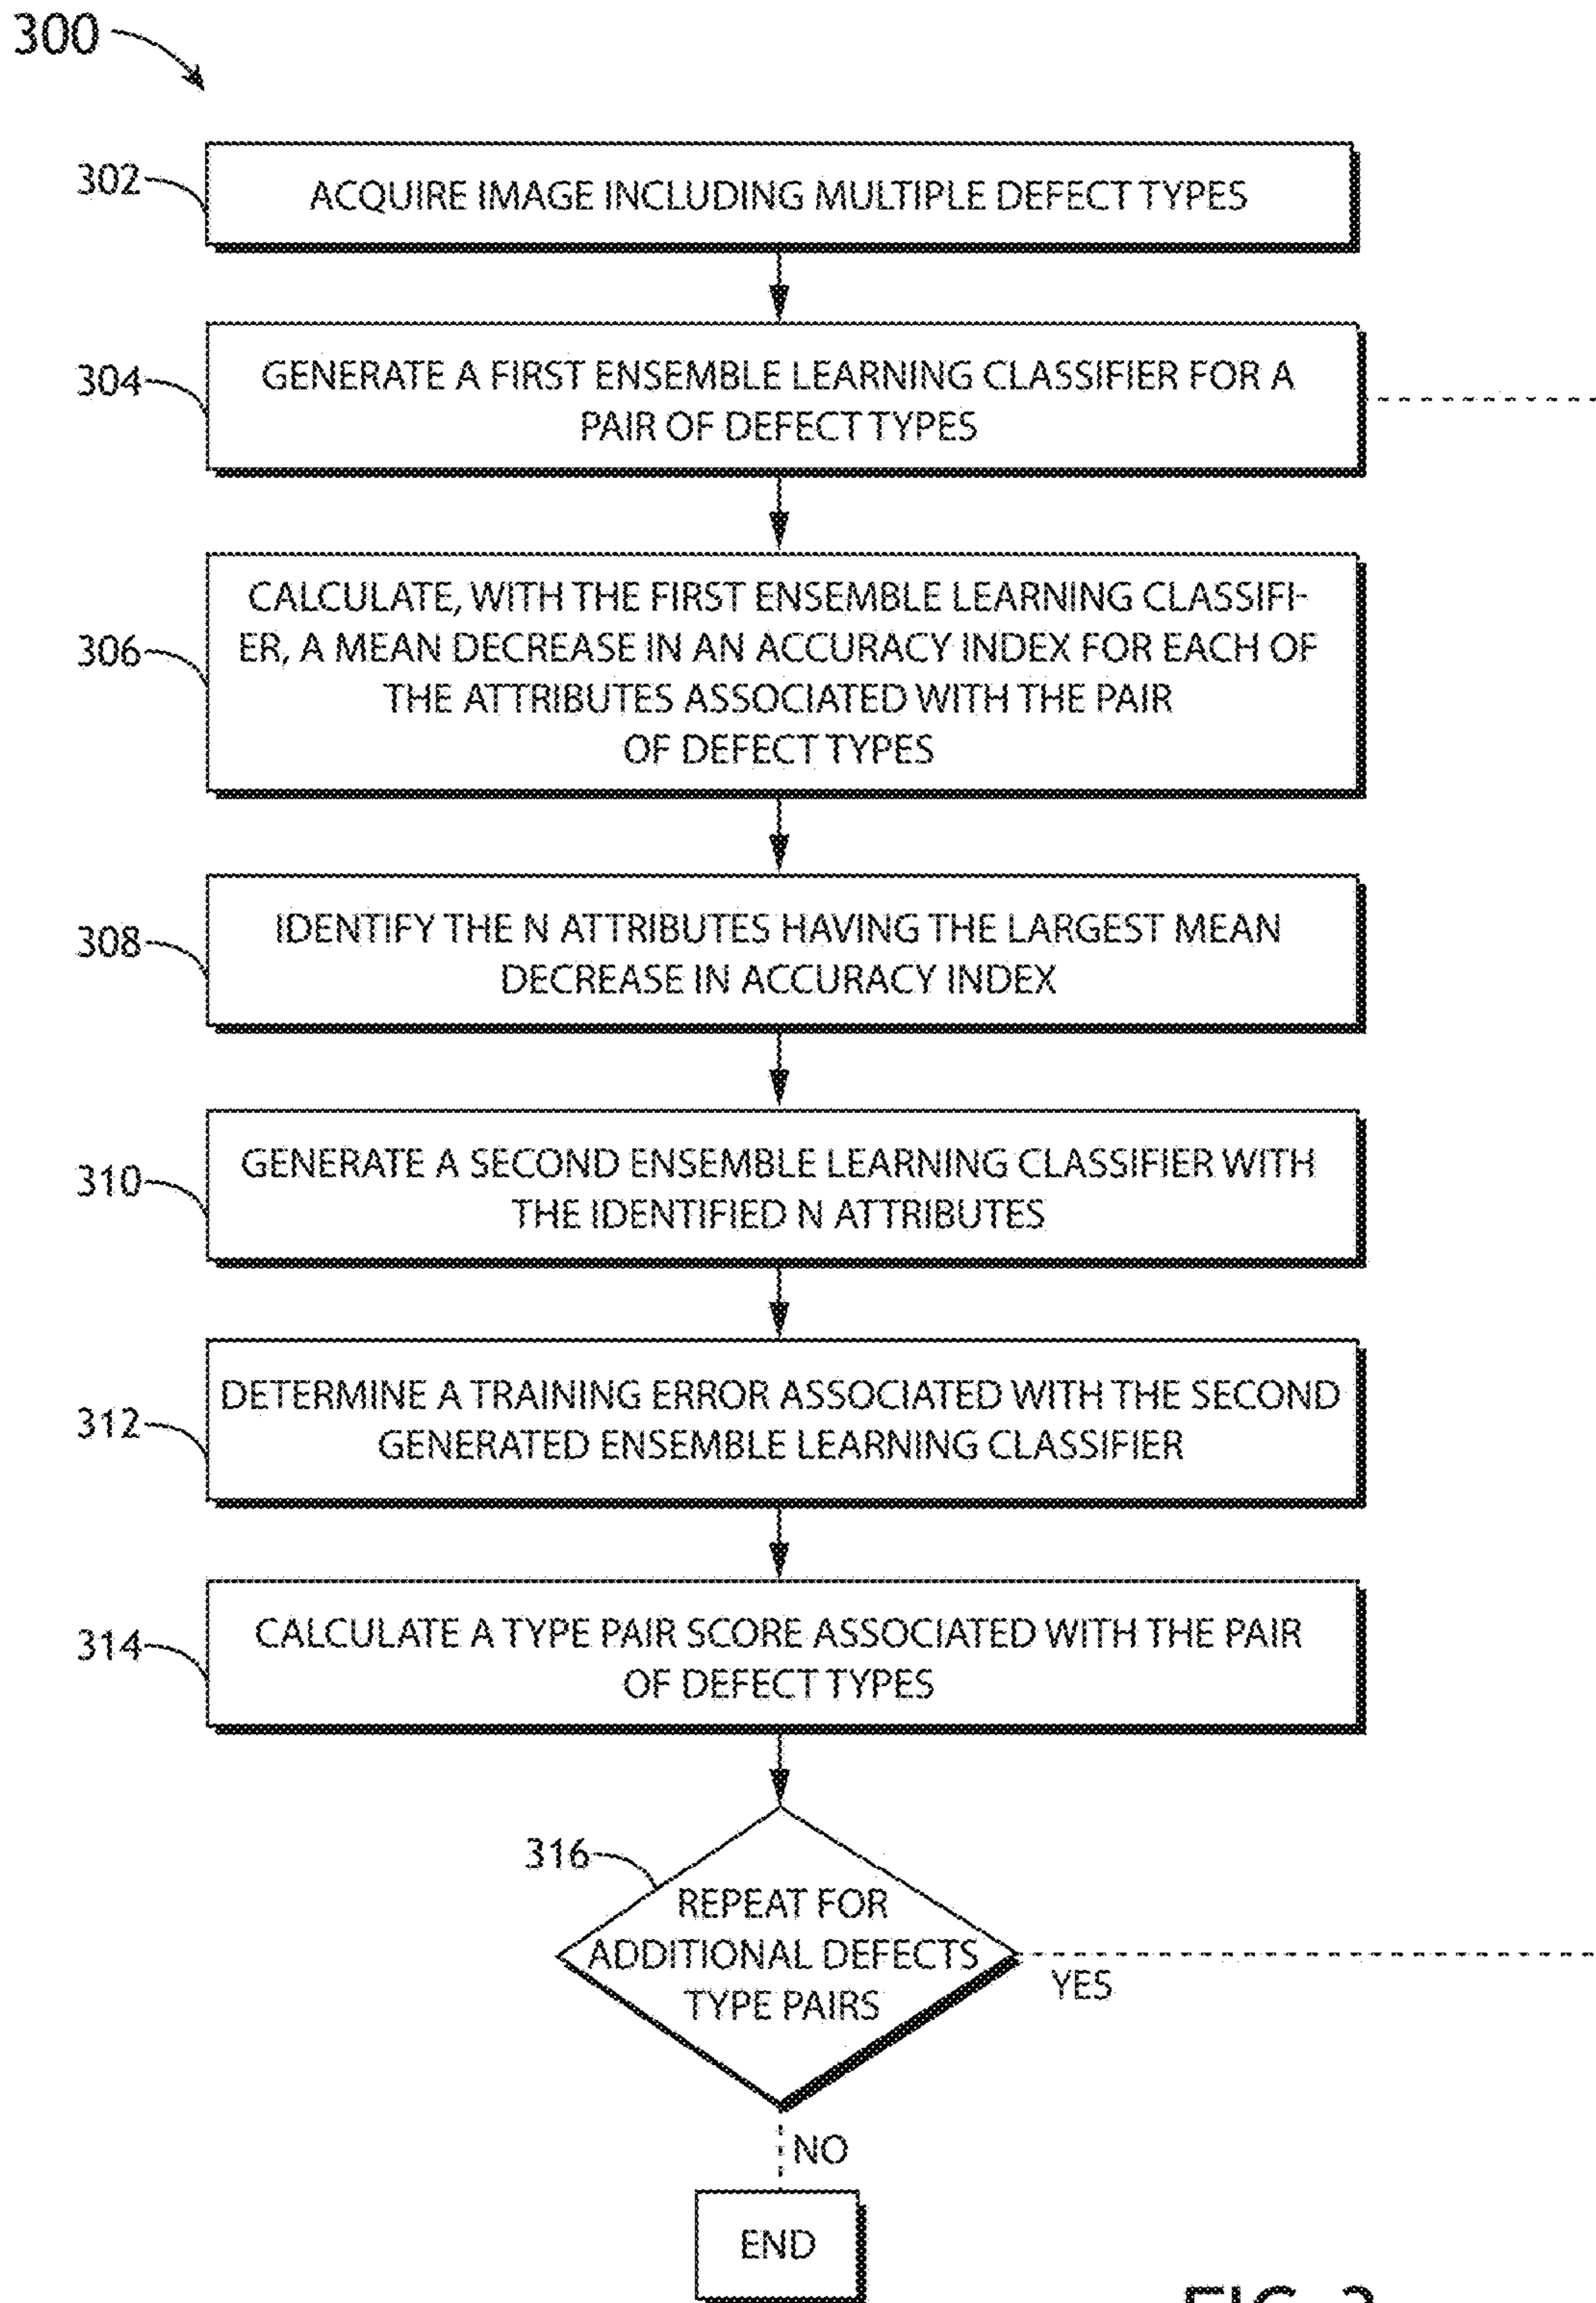 300
302
ACQUIRE IMAGE INCLUDING MULTIPLE DEFECT TYPES
304
GENERATE A FIRST ENSEMBLE LEARNING CLASSIFIER FOR A
PAIR OF DEFECT TYPES
306
CALCULATE, WITH THE FIRST ENSEMBLE LEARNING CLASSIFI-
ER, A MEAN DECREASE IN AN ACCURACY INDEX FOR EACH OF
THE ATTRIBUTES ASSOCIATED WITH THE PAIR
OF DEFECT TYPES
308
IDENTIFY THE N ATTRIBUTES HAVING THE LARGEST MEAN
DECREASE IN ACCURACY INDEX
310
GENERATE A SECOND ENSEMBLE LEARNING CLASSIFIER WITH
THE IDENTIFIED N ATTRIBUTES
312
DETERMINE A TRAINING ERROR ASSOCIATED WITH THE SECOND
GENERATED ENSEMBLE LEARNING CLASSIFIER
314
CALCULATE A TYPE PAIR SCORE ASSOCIATED WITH THE PAIR
OF DEFECT TYPES
316
REPEAT FOR
ADDITIONAL DEFECTS
TYPE PAIRS
YES
NO
END
FIG.